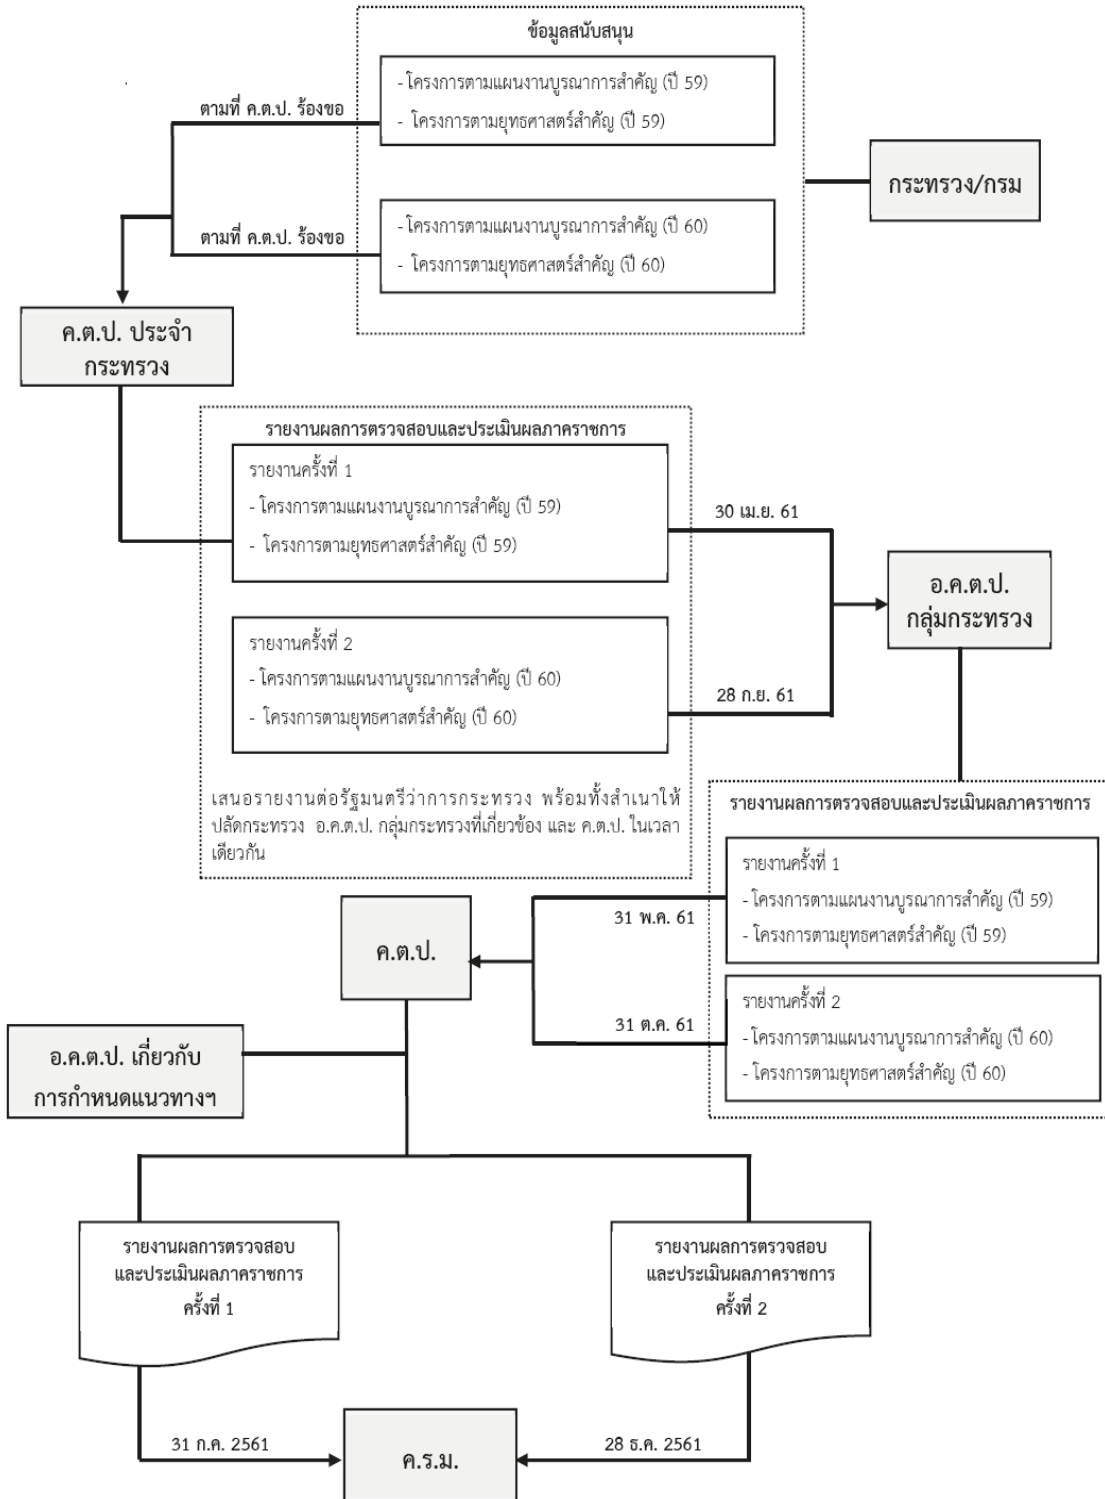 ข้อมูลสนับสนุน
- โครงการตามแผนงานบูรณาการสำคัญ (ปี 59)
- โครงการตามยุทธศาสตร์สำคัญ (ปี 59)
ตามที่ ค.ต.ป. ร้องขอ
กระทรวง/กรม
- โครงการตามแผนงานบูรณาการสำคัญ (ปี 60)
- โครงการตามยุทธศาสตร์สำคัญ (ปี 60)
ตามที่ ค.ต.ป. ร้องขอ
ค.ต.ป. ประจำ
กระทรวง
รายงานผลการตรวจสอบและประเมินผลภาคราชการ
รายงานครั้งที่ 1
- โครงการตามแผนงานบูรณาการสำคัญ (ปี 59)
- โครงการตามยุทธศาสตร์สำคัญ (ปี 59)
30 เม.ย. 61
อ.ค.ต.ป.
กลุ่มกระทรวง
รายงานครั้งที่ 2
- โครงการตามแผนงานบูรณาการสำคัญ (ปี 60)
- โครงการตามยุทธศาสตร์สำคัญ (ปี 60)
28 ก.ย. 61
เสนอรายงานต่อรัฐมนตรีว่าการกระทรวง พร้อมทั้งสำเนาให้
ปลัดกระทรวง อ.ค.ต.ป. กลุ่มกระทรวงที่เกี่ยวข้อง และ ค.ต.ป. ในเวลา
เดียวกัน
รายงานผลการตรวจสอบและประเมินผลภาคราชการ
รายงานครั้งที่ 1
- โครงการตามแผนงานบูรณาการสำคัญ (ปี 59)
- โครงการตามยุทธศาสตร์สำคัญ (ปี 59)
31 พ.ค. 61
ค.ต.ป.
รายงานครั้งที่ 2
- โครงการตามแผนงานบูรณาการสำคัญ (ปี 60)
- โครงการตามยุทธศาสตร์สำคัญ (ปี 60)
31 ต.ค. 61
อ.ค.ต.ป. เกี่ยวกับ
การกำหนดแนวทางฯ
รายงานผลการตรวจสอบ
และประเมินผลภาคราชการ
ครั้งที่ 1
รายงานผลการตรวจสอบ
และประเมินผลภาคราชการ
ครั้งที่ 2
31 ก.ค. 2561
ค.ร.ม.
28 ธ.ค. 2561